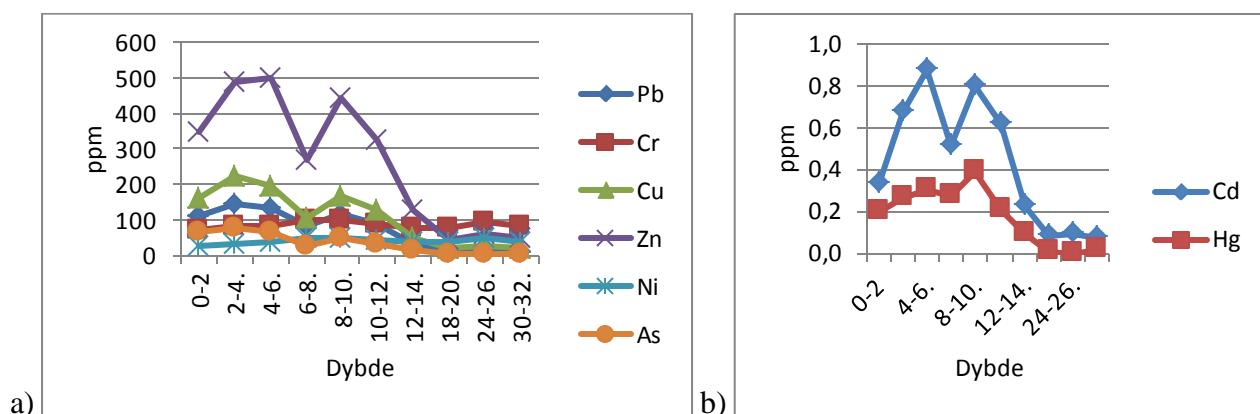 a)
600
500
400
300
200
100
0
ppm
0-2
2-4.
4-6.
6-8.
8-10.
10-12.
12-14.
18-20.
24-26.
30-32.
Dybde
Pb
Cr
Cu
Zn
Ni
As
b)
1,0
0,8
0,6
0,4
0,2
0,0
ppm
0-2
4-6.
8-10.
12-14.
24-26.
Dybde
Cd
Hg